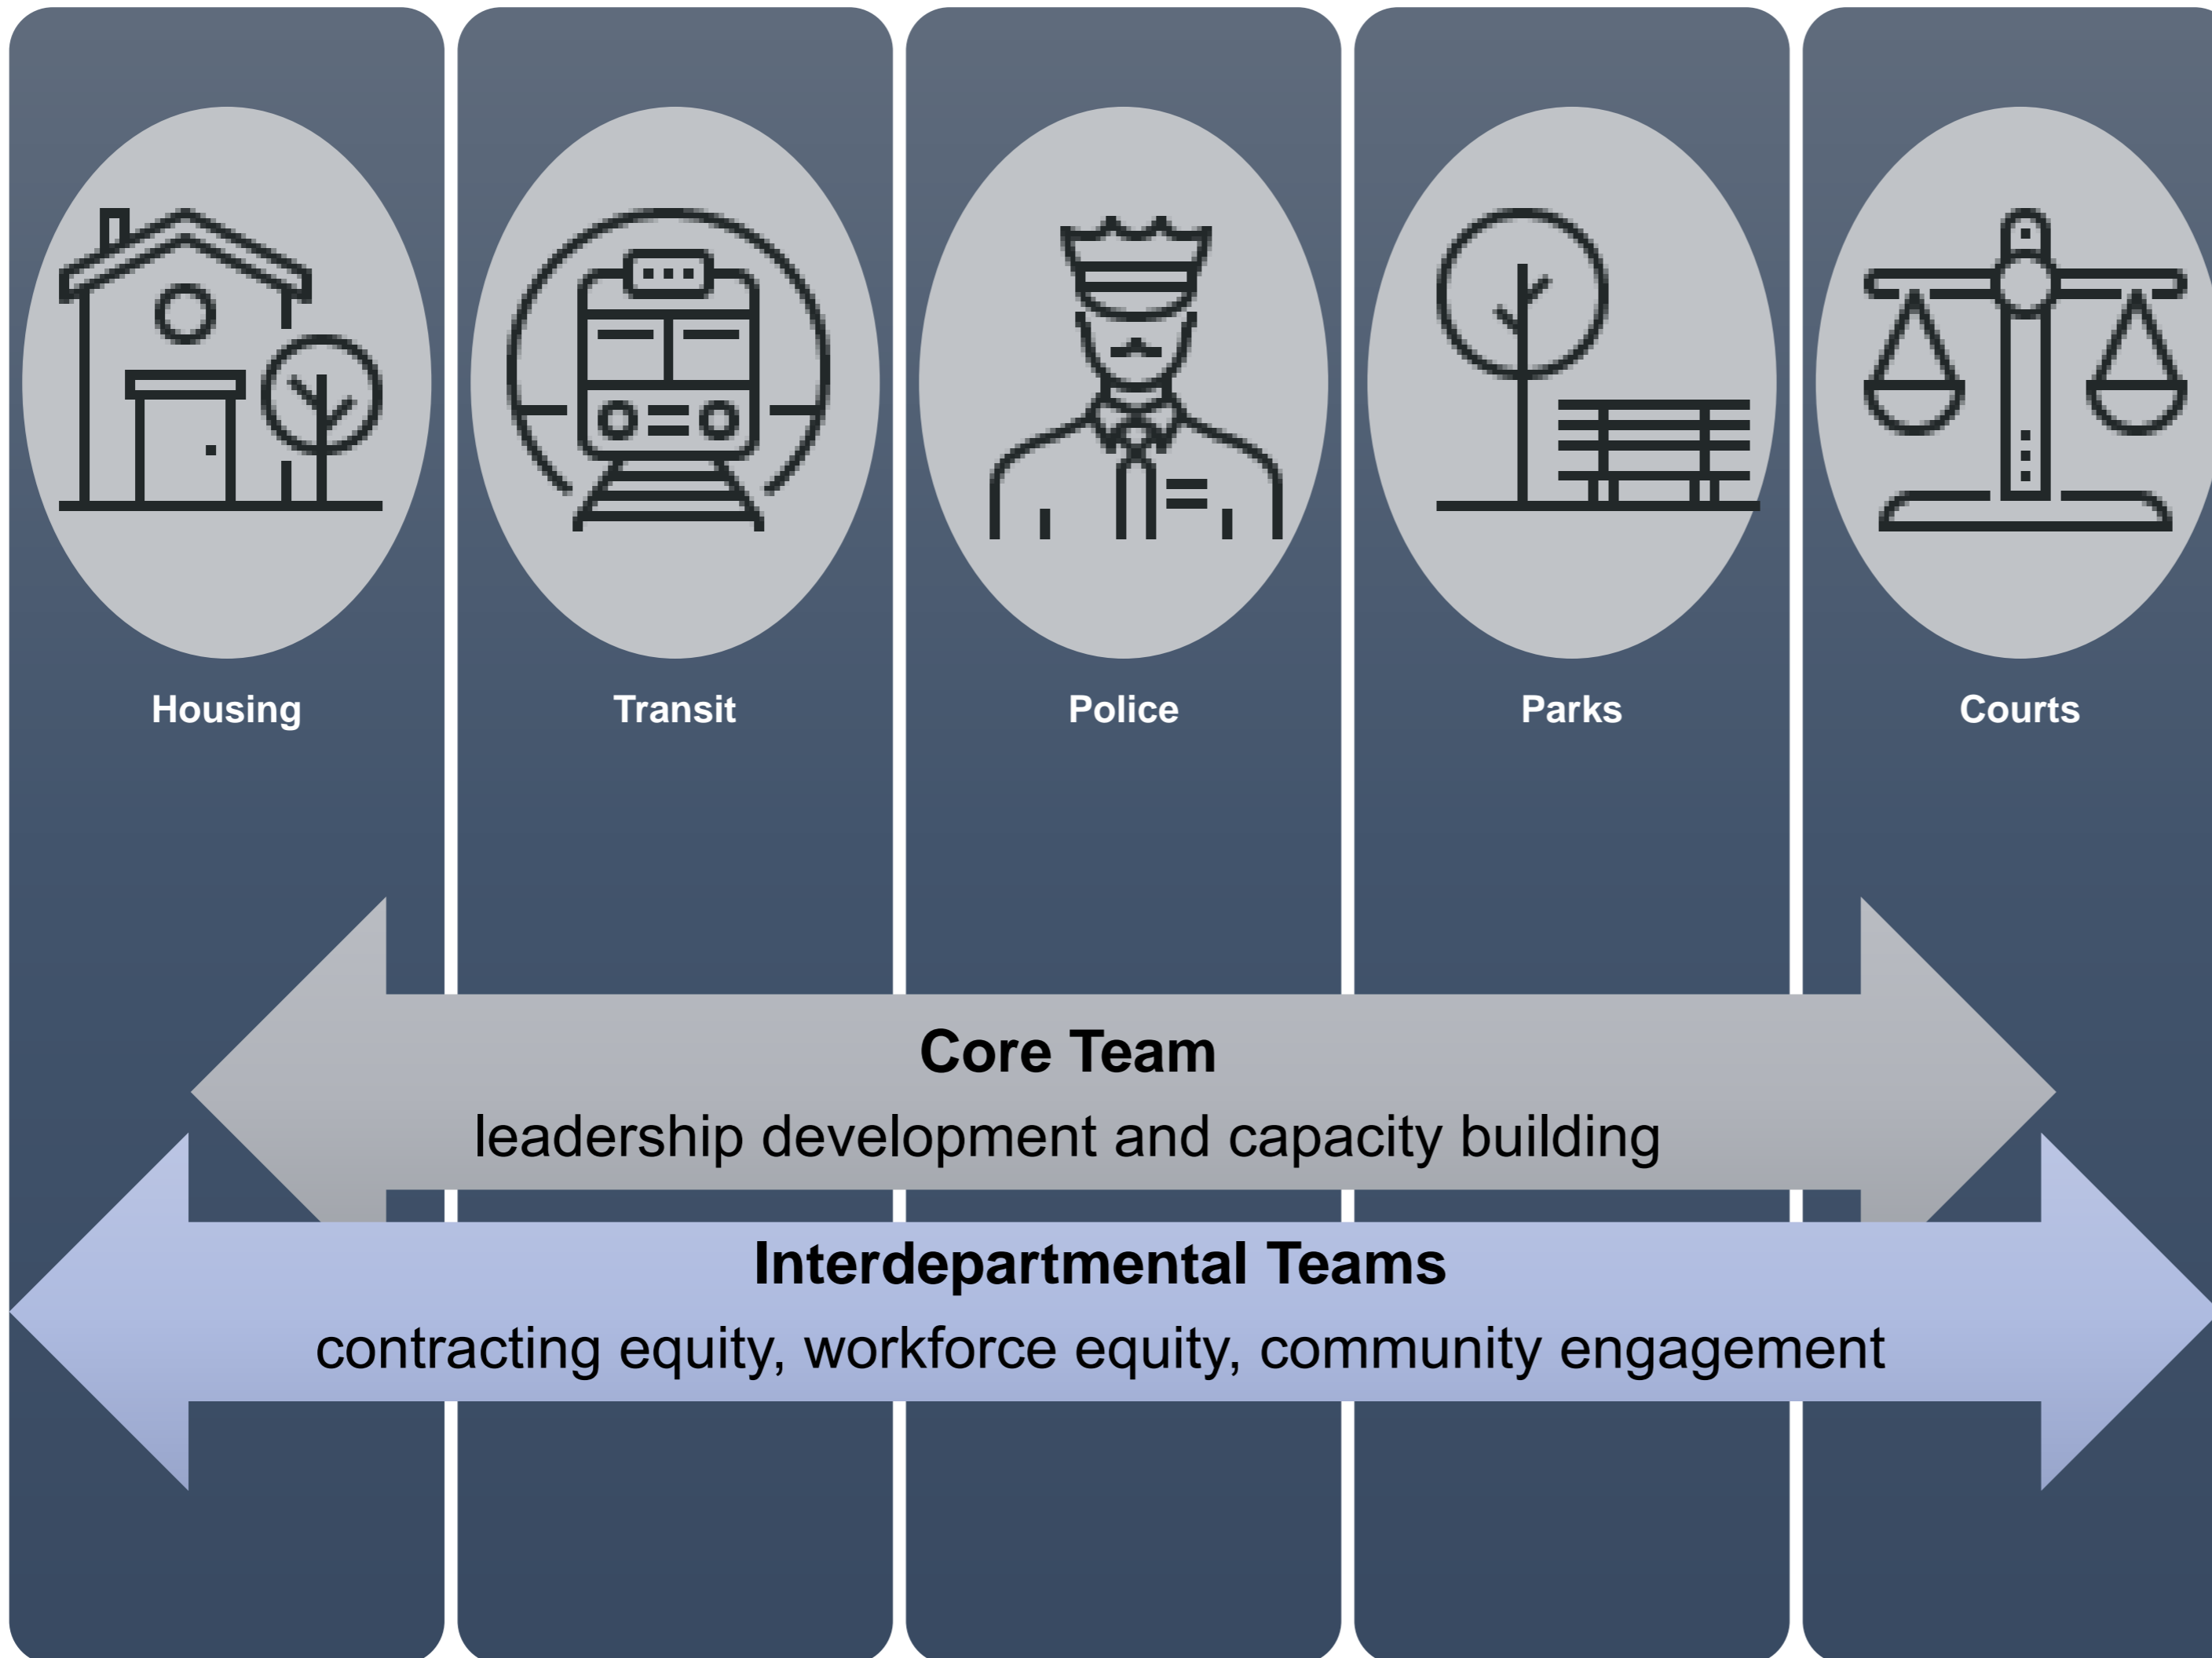 Housing
Transit
Police
Parks
Courts
Core Team
leadership development and capacity building
Interdepartmental Teams
contracting equity, workforce equity, community engagement